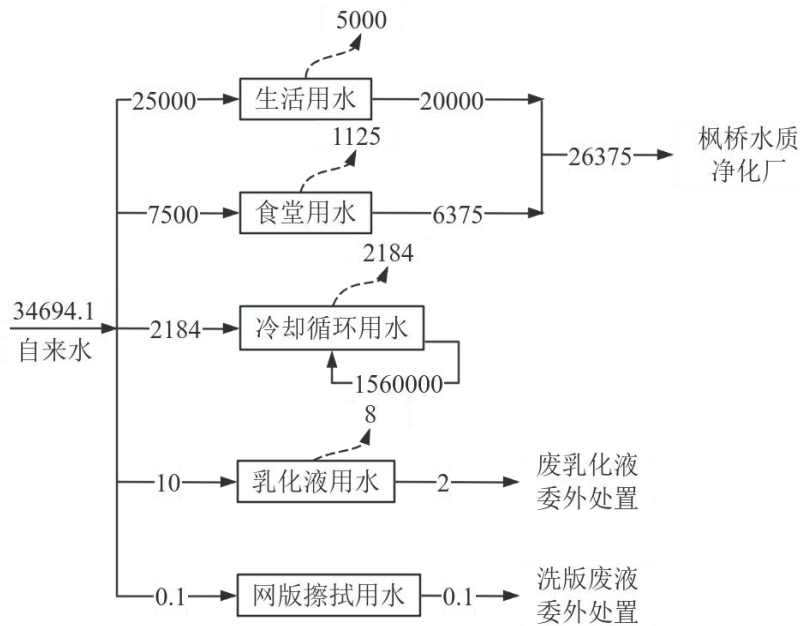 5000
25000
生活用水
20000
1125
26375
枫桥水质
净化厂
7500
食堂用水
6375
2184
34694.1
自来水
2184
冷却循环用水
1560000
8
10
乳化液用水
2
废乳化液
委外处置
0.1
网版擦拭用水
0.1
洗版废液
委外处置